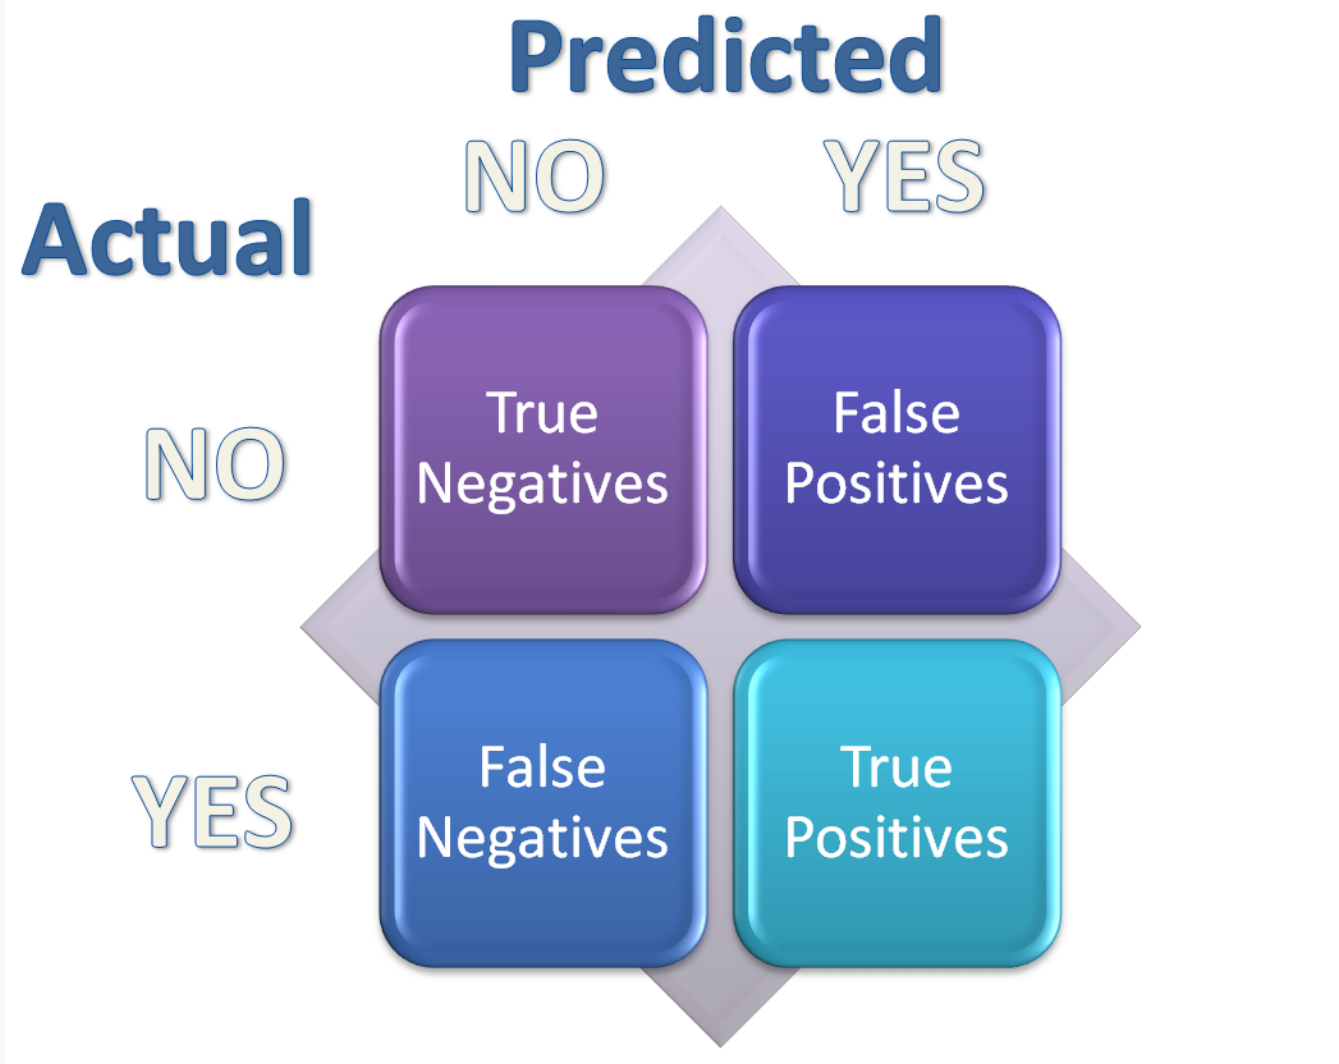 Predicted
NO YES
Actual
NO
True
Negatives
False
Positives
YES
False
Negatives
True
Positives